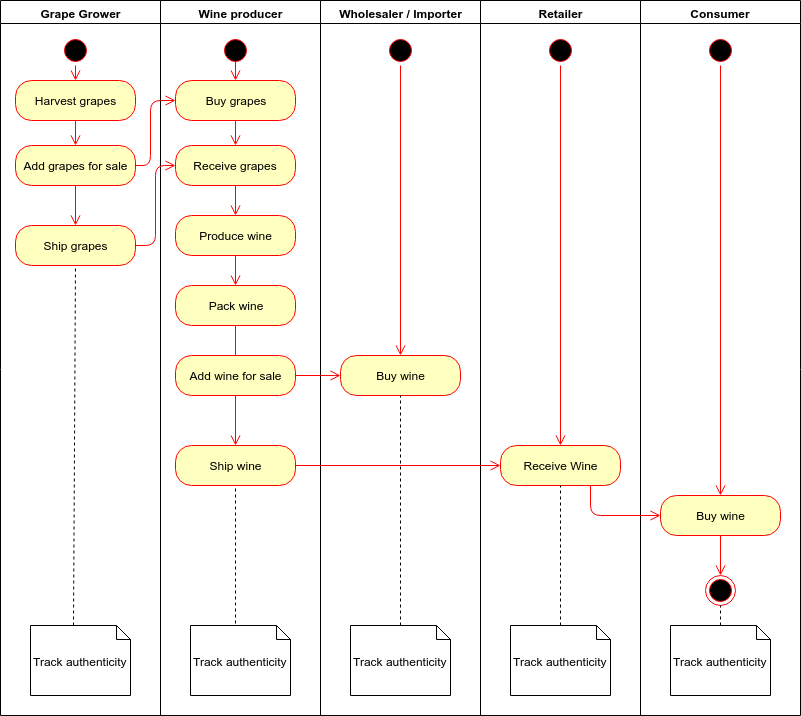 Grape Grower
Wine producer
Wholesaler / Importer
Retailer
Consumer
Harvest grapes
Buy grapes
Add grapes for sale
Receive grapes
Ship grapes
Produce wine
Pack wine
Add wine for sale
Buy wine
Ship wine
Receive Wine
Buy wine
Track authenticity
Track authenticity
Track authenticity
Track authenticity
Track authenticity